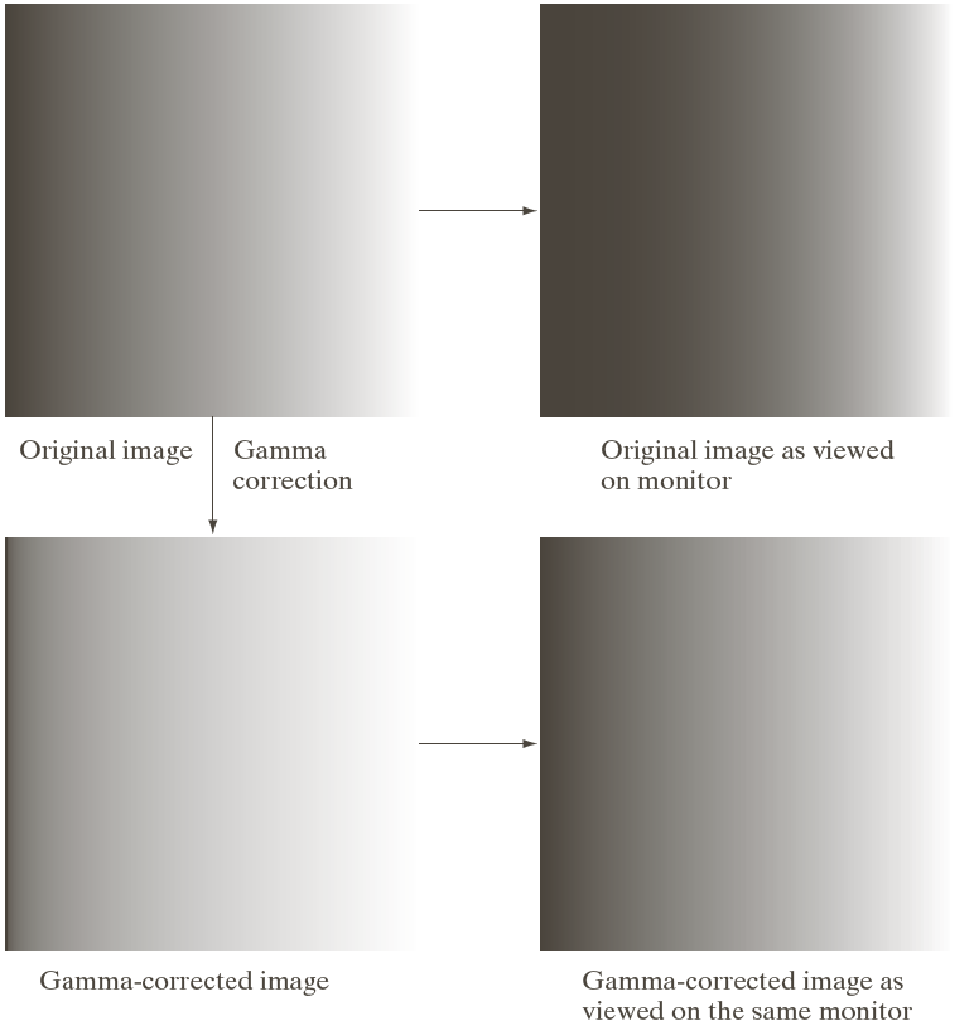 Original image
Gamma
correction
Original image as viewed
on monitor
Gamma-corrected image
Gamma-corrected image as
viewed on the same monitor